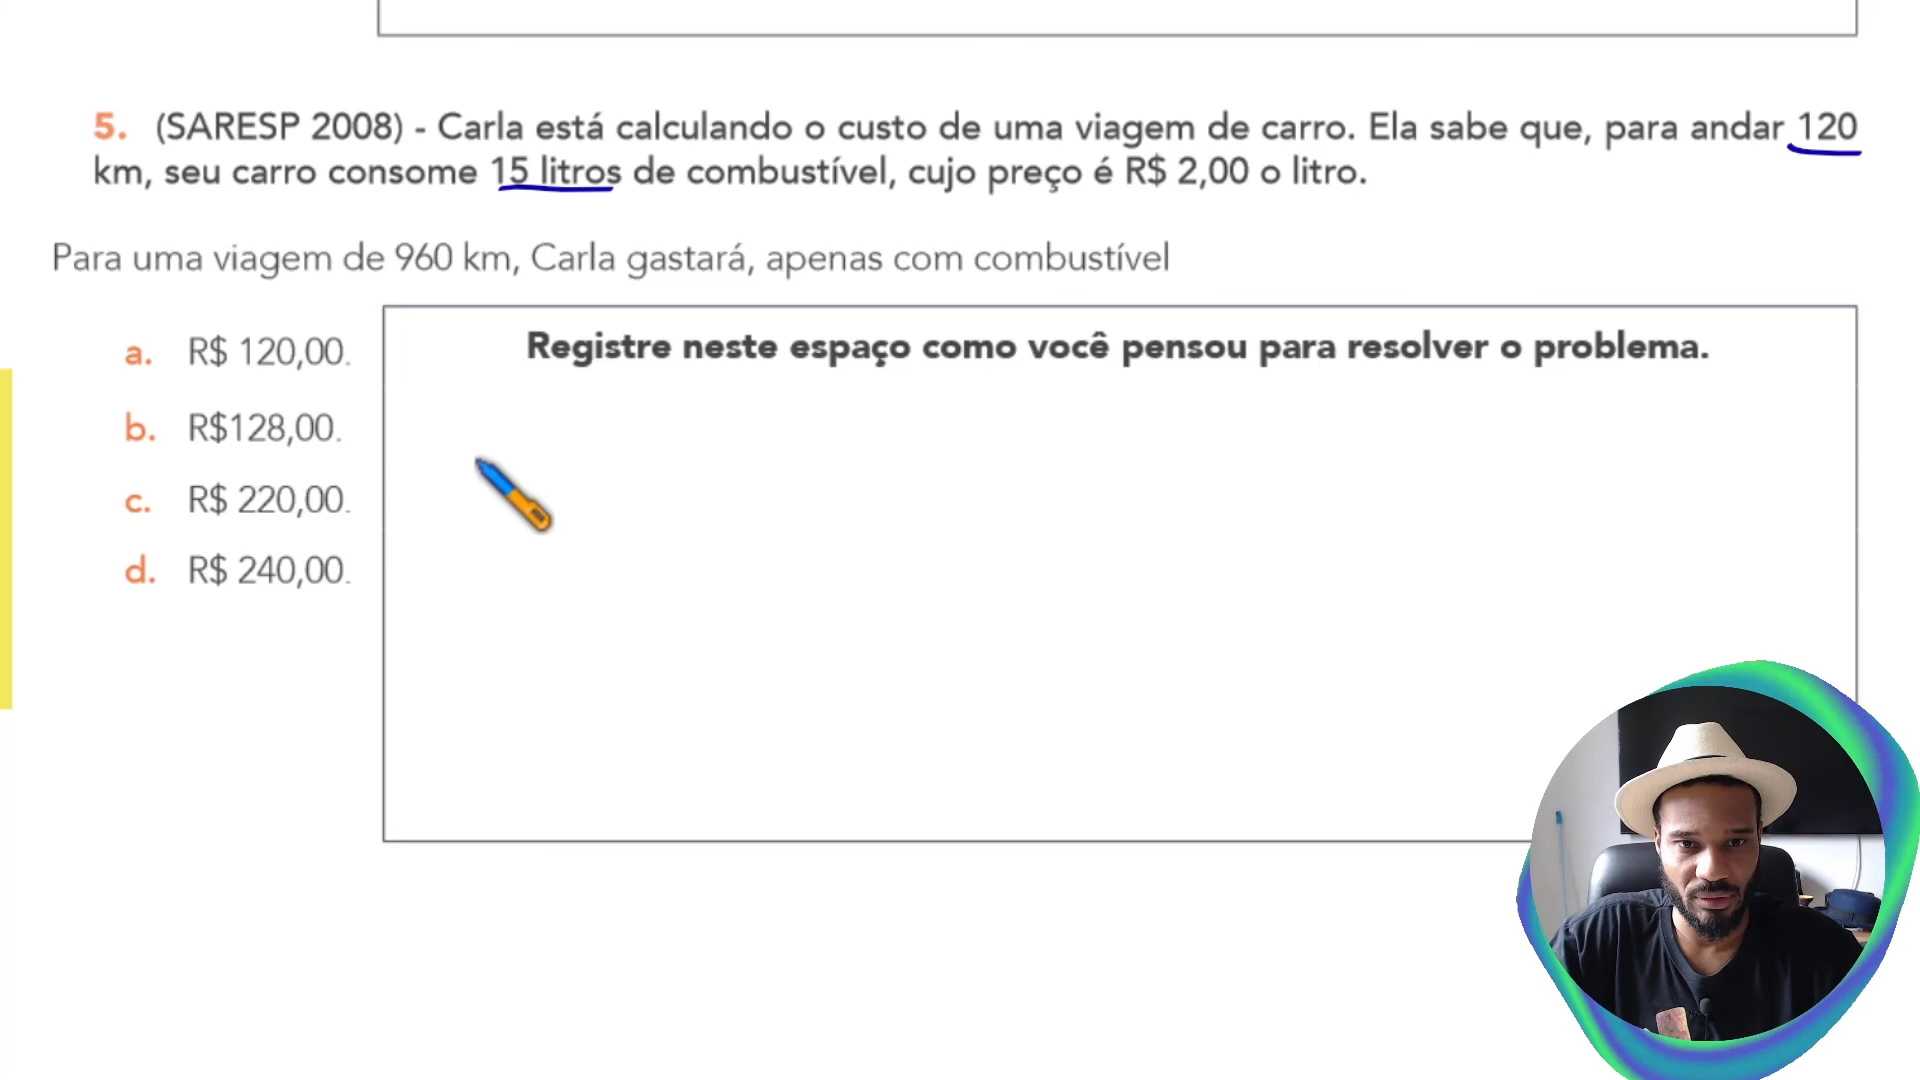 5. (SARESP 2008) - Carla está calculando o custo de uma viagem de carro. Ela sabe que, para andar 120
km, seu carro consome 15 litros de combustível, cujo preço é R$ 2,00 o litro.
Para uma viagem de 960 km, Carla gastará, apenas com combustível
a. R$ 120,00.
b. R$128,00.
c. R$ 220,00.
d. R$ 240,00.
Registre neste espaço como você pensou para resolver o problema.